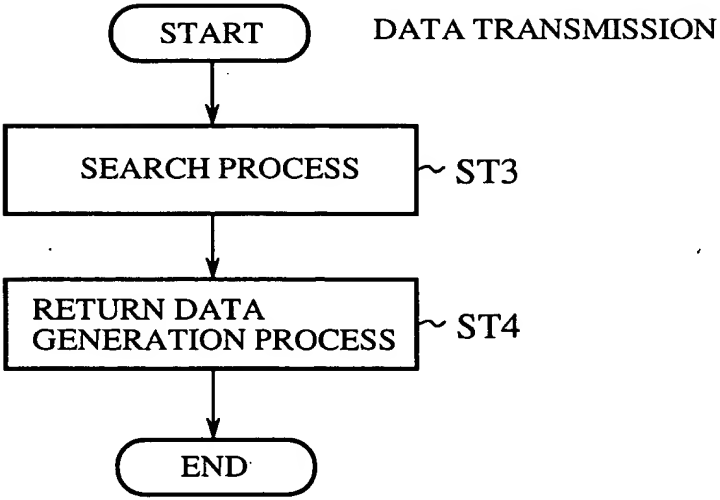 START
DATA TRANSMISSION
SEARCH PROCESS
ST3
RETURN DATA
GENERATION PROCESS
ST4
END